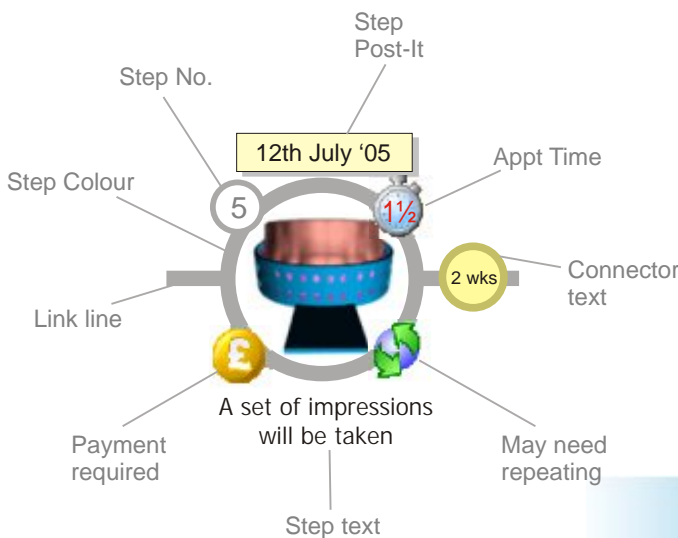 Step
Post-It
Step No.
12th July ‘05
Appt Time
Step Colour
5
1½
2 wks
Connector
text
Link line
£
A set of impressions
will be taken
Payment
required
May need
repeating
Step text